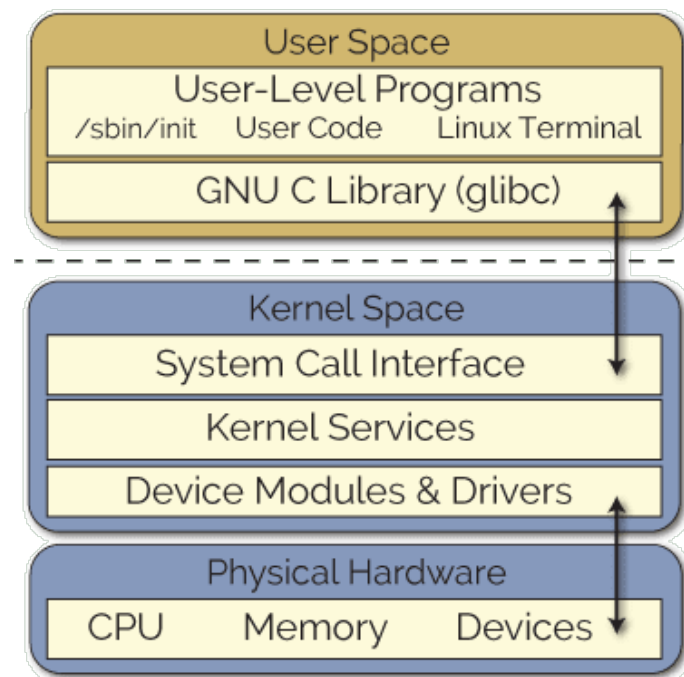 User Space
User-Level Programs
/sbin/init User Code Linux Terminal
GNU C Library (glibc)
Kernel Space
System Call Interface
Kernel Services
Device Modules & Drivers
Physical Hardware
CPU Memory Devices